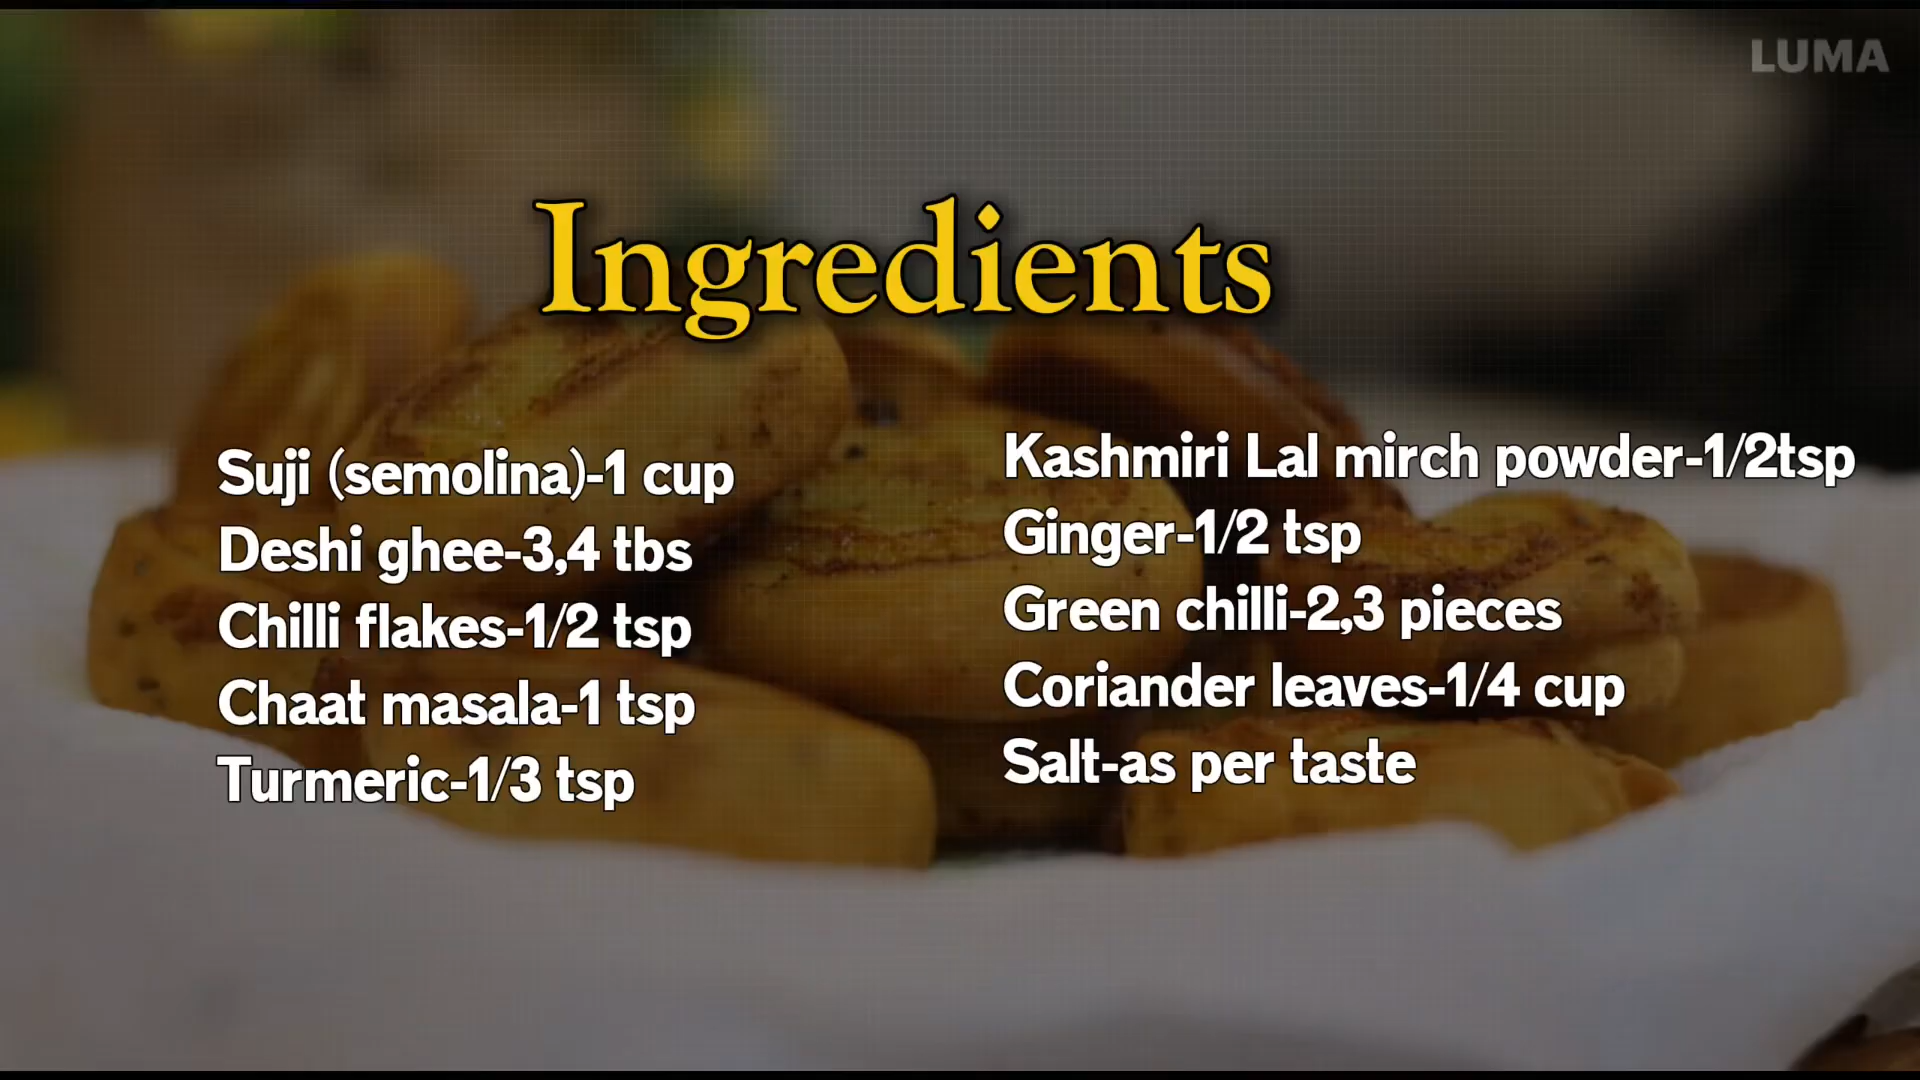 LUMA
Ingredients
Suji (semolina)-1 cup
Deshi ghee-3,4 tbs
Chilli flakes-1/2 tsp
Chaat masala-1 tsp
Turmeric-1/3 tsp
Kashmiri Lal mirch powder-1/2tsp
Ginger-1/2 tsp
Green chilli-2,3 pieces
Coriander leaves-1/4 cup
Salt-as per taste